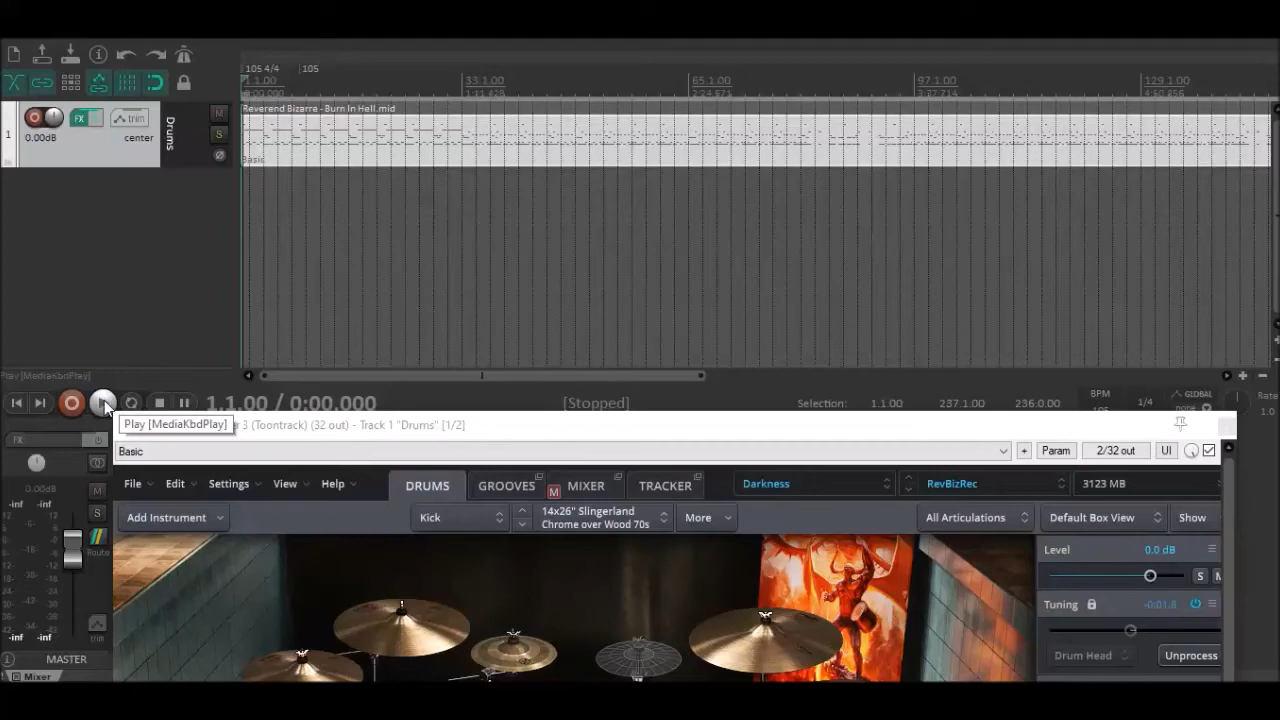 105 4/4 105
1.1.00 33.1.00 65.1.00 97.1.00 129.1.00
0:00.000 1:11.428 2:24.571 3:37.714 4:50.856
Reverend Bizarre - Burn In Hell.mid
1 FX trim M
0.00dB center S
Drums
Basic
Play [MediaKbdPlay]
1.1.00 / 0:00.000 [Stopped] Selection: 1.1.00 237.1.00 236:0.00
BPM
1/4
GLOBAL
none
Rate
Play [MediaKbdPlay]
3 (Toontrack) (32 out) - Track 1 "Drums" [1/2]
FX
Basic + Param 2/32 out UI
File Edit Settings View Help DRUMS GROOVES M MIXER TRACKER Darkness RevBizRec 3123 MB
Add Instrument Kick 14x26" Slingerland
Chrome over Wood 70s
More All Articulations Default Box View Show
0.00dB
M
-inf -inf
S
Route
trim
-inf -inf
Level 0.0 dB
S M
Tuning -0:01.8
Drum Head Unprocess
MASTER
Mixer